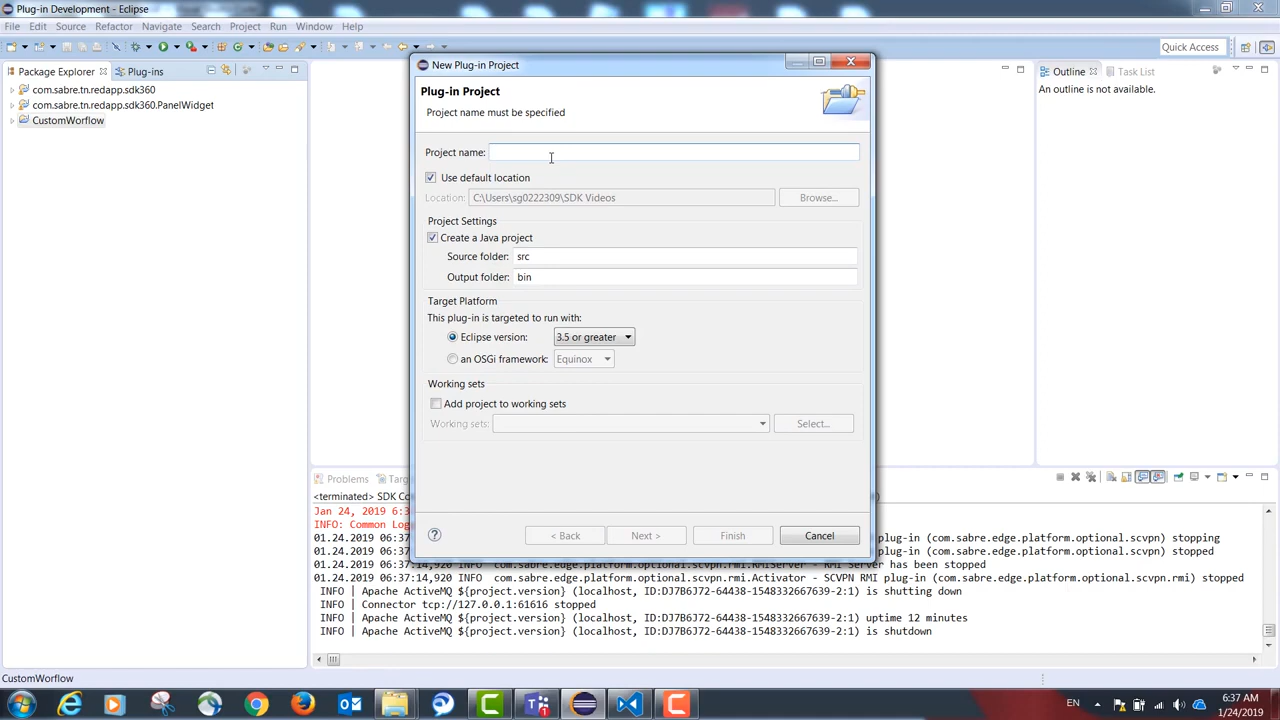 Plug-in Development - Eclipse
File Edit Source Refactor Navigate Search Project Run Window Help
Quick Access
Package Explorer Plug-ins
com.sabre.tn.redapp.sdk360
com.sabre.tn.redapp.sdk360.PanelWidget
CustomWorflow
New Plug-in Project
Plug-in Project
Project name must be specified
Project name:
Use default location
Location: C:\Users\sg0222309\SDK Videos Browse...
Project Settings
Create a Java project
Source folder: src
Output folder: bin
Target Platform
This plug-in is targeted to run with:
Eclipse version: 3.5 or greater
an OSGi framework: Equinox
Working sets
Add project to working sets
Working sets: Select...
< Back Next > Finish Cancel
Outline Task List
An outline is not available.
Problems Targ
<terminated> SDK Co
Jan 24, 2019 6:3
INFO: Common Log
01.24.2019 06:37 plug-in (com.sabre.edge.platform.optional.scvpn) stopping
01.24.2019 06:37 plug-in (com.sabre.edge.platform.optional.scvpn) stopped
01.24.2019 06:37:14,920 INFO com.sabre.edge.platform.optional.scvpn.rmi.RMIServer - RMI Server has been stopped
01.24.2019 06:37:14,920 INFO com.sabre.edge.platform.optional.scvpn.rmi.Activator - SCVPN RMI plug-in (com.sabre.edge.platform.optional.scvpn.rmi) stopped
INFO | Apache ActiveMQ ${project.version} (localhost, ID:DJ7B6J72-64438-1548332667639-2:1) is shutting down
INFO | Connector tcp://127.0.0.1:61616 stopped
INFO | Apache ActiveMQ ${project.version} (localhost, ID:DJ7B6J72-64438-1548332667639-2:1) uptime 12 minutes
INFO | Apache ActiveMQ ${project.version} (localhost, ID:DJ7B6J72-64438-1548332667639-2:1) is shutdown
CustomWorflow
EN
6:37 AM
1/24/2019